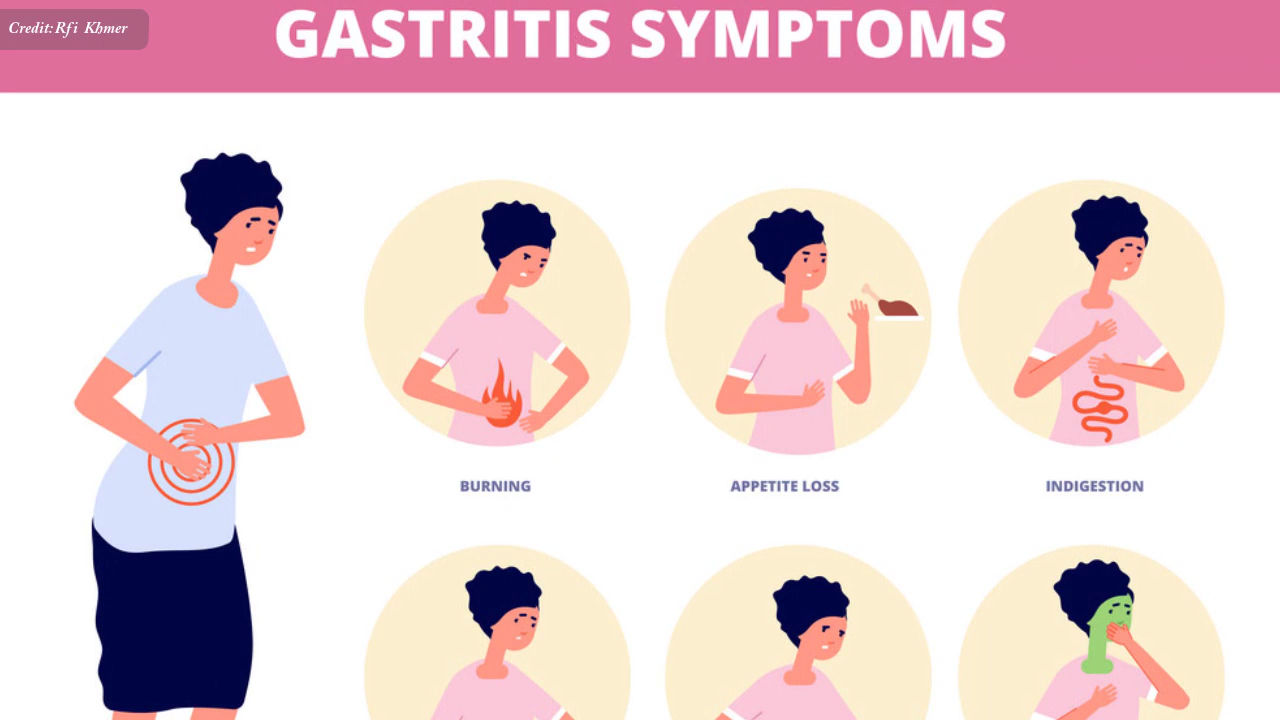 Credit:Rfi Khmer
GASTRITIS SYMPTOMS
BURNING
APPETITE LOSS
INDIGESTION